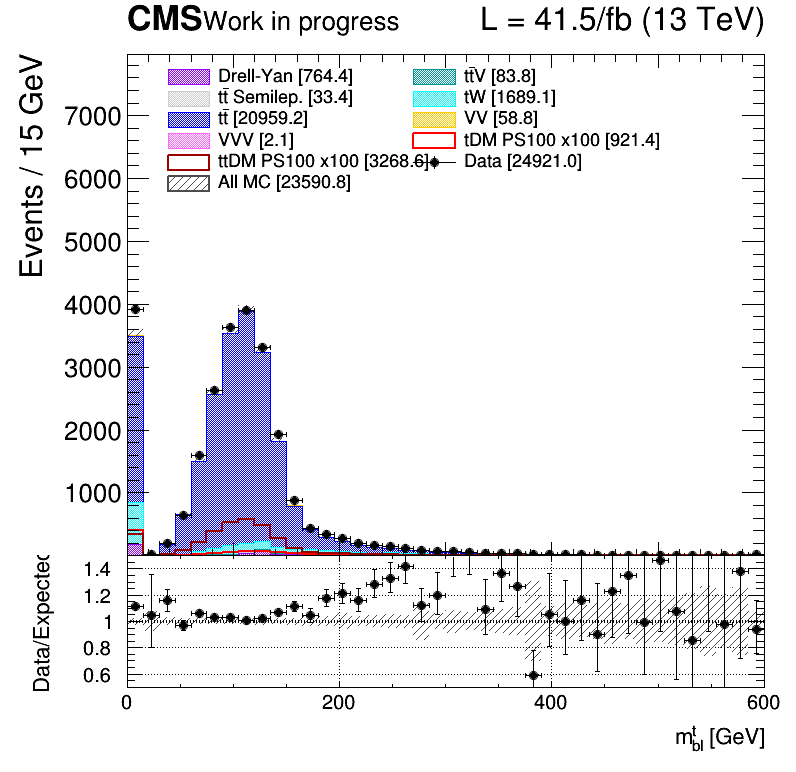 CMS Work in progress L = 41.5/fb (13 TeV)
Events / 15 GeV
Drell-Yan [764.4] tt̄V [83.8]
tt̄ Semilep. [33.4] tW [1689.1]
tt̄ [20959.2] VV [58.8]
VVV [2.1] tDM PS100 x100 [921.4]
ttDM PS100 x100 [3268.6] Data [24921.0]
All MC [23590.8]
7000
6000
5000
4000
3000
2000
1000
Data/Expected
1.4
1.2
1
0.8
0.6
0 200 400 600
m^t_bl [GeV]